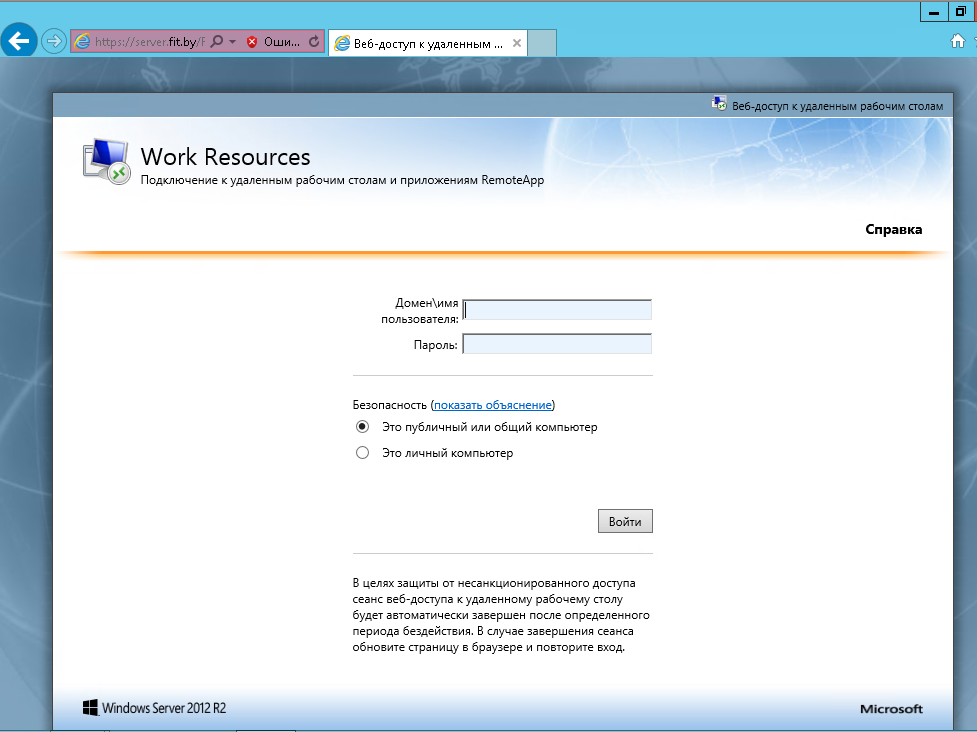 https://server.fit.by/F
Оши...
Веб-доступ к удаленным ...
Веб-доступ к удаленным рабочим столам
Work Resources
Подключение к удаленным рабочим столам и приложениям RemoteApp
Справка
Домен\имя
пользователя:
Пароль:
Безопасность (показать объяснение)
Это публичный или общий компьютер
Это личный компьютер
Войти
В целях защиты от несанкционированного доступа
сеанс веб-доступа к удаленному рабочему столу
будет автоматически завершен после определенного
периода бездействия. В случае завершения сеанса
обновите страницу в браузере и повторите вход.
Windows Server 2012 R2
Microsoft